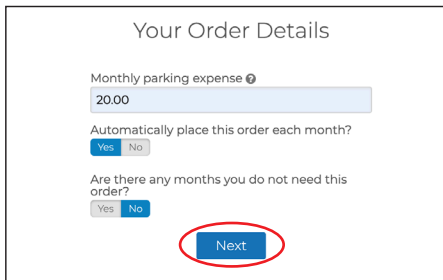 Your Order Details
Monthly parking expense
20.00
Automatically place this order each month?
Yes No
Are there any months you do not need this
order?
Yes No
Next